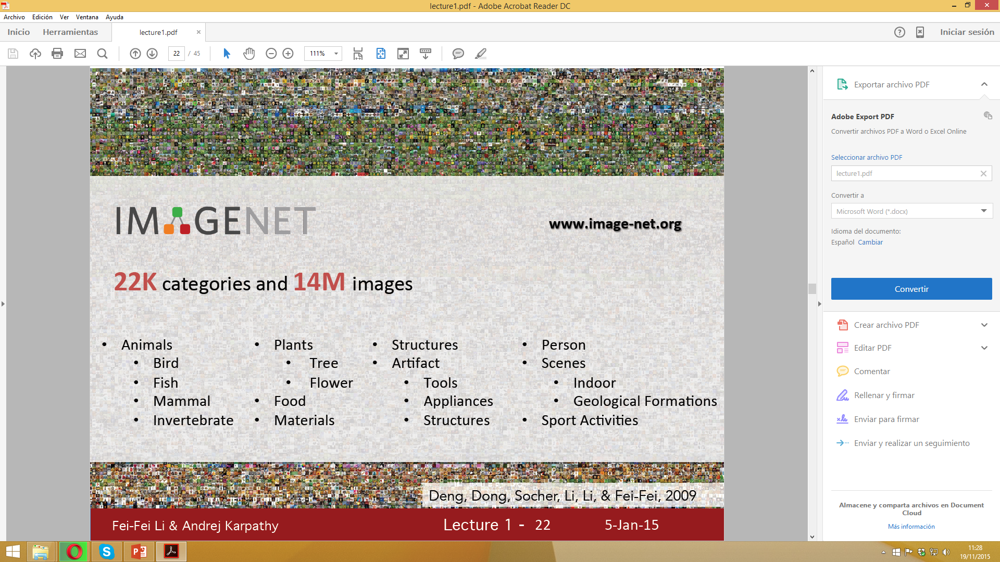 lecture1.pdf - Adobe Acrobat Reader DC
Archivo Edición Ver Ventana Ayuda
Inicio Herramientas lecture1.pdf Iniciar sesión
22 / 45 111%
IMAGENET
www.image-net.org
22K categories and 14M images
Animals
Bird
Fish
Mammal
Invertebrate
Plants
Tree
Flower
Food
Materials
Structures
Artifact
Tools
Appliances
Structures
Person
Scenes
Indoor
Geological Formations
Sport Activities
Deng, Dong, Socher, Li, Li, & Fei-Fei, 2009
Fei-Fei Li & Andrej Karpathy Lecture 1 - 22 5-Jan-15
Exportar archivo PDF
Adobe Export PDF
Convertir archivos PDF a Word o Excel Online
Seleccionar archivo PDF
lecture1.pdf
Convertir a
Microsoft Word (*.docx)
Idioma del documento:
Español Cambiar
Convertir
Crear archivo PDF
Editar PDF
Comentar
Rellenar y firmar
Enviar para firmar
Enviar y realizar un seguimiento
Almacene y comparta archivos en Document
Cloud
Más información
11:28
19/11/2015